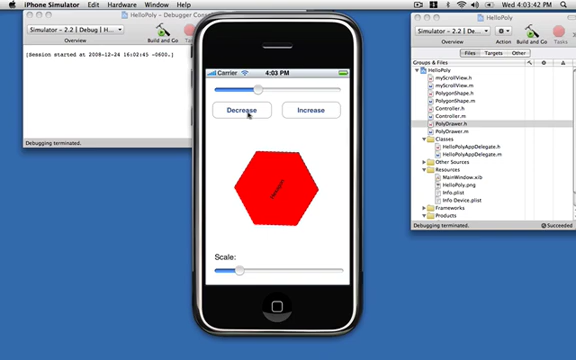 iPhone Simulator Edit Hardware Window Help
Wed 4:03:42 PM
HelloPoly – Debugger Con
Simulator - 2.2 | Debug | H...
Overview
Build and Go
Tasks
[Session started at 2008-12-24 16:02:45 -0600.]
Debugging terminated.
Carrier 4:03 PM
Decrease Increase
Scale:
HelloPoly
Simulator - 2.2 | De...
Overview
Action
Build and Go
Tasks
Files Targets Other
Groups & Files
HelloPoly
myScrollView.h
myScrollView.m
PolygonShape.h
PolygonShape.m
Controller.h
Controller.m
PolyDrawer.h
PolyDrawer.m
Classes
HelloPolyAppDelegate.h
HelloPolyAppDelegate.m
Other Sources
Resources
MainWindow.xib
HelloPoly.png
Info.plist
Info Device.plist
Frameworks
Products
Debugging terminated.
Succeeded